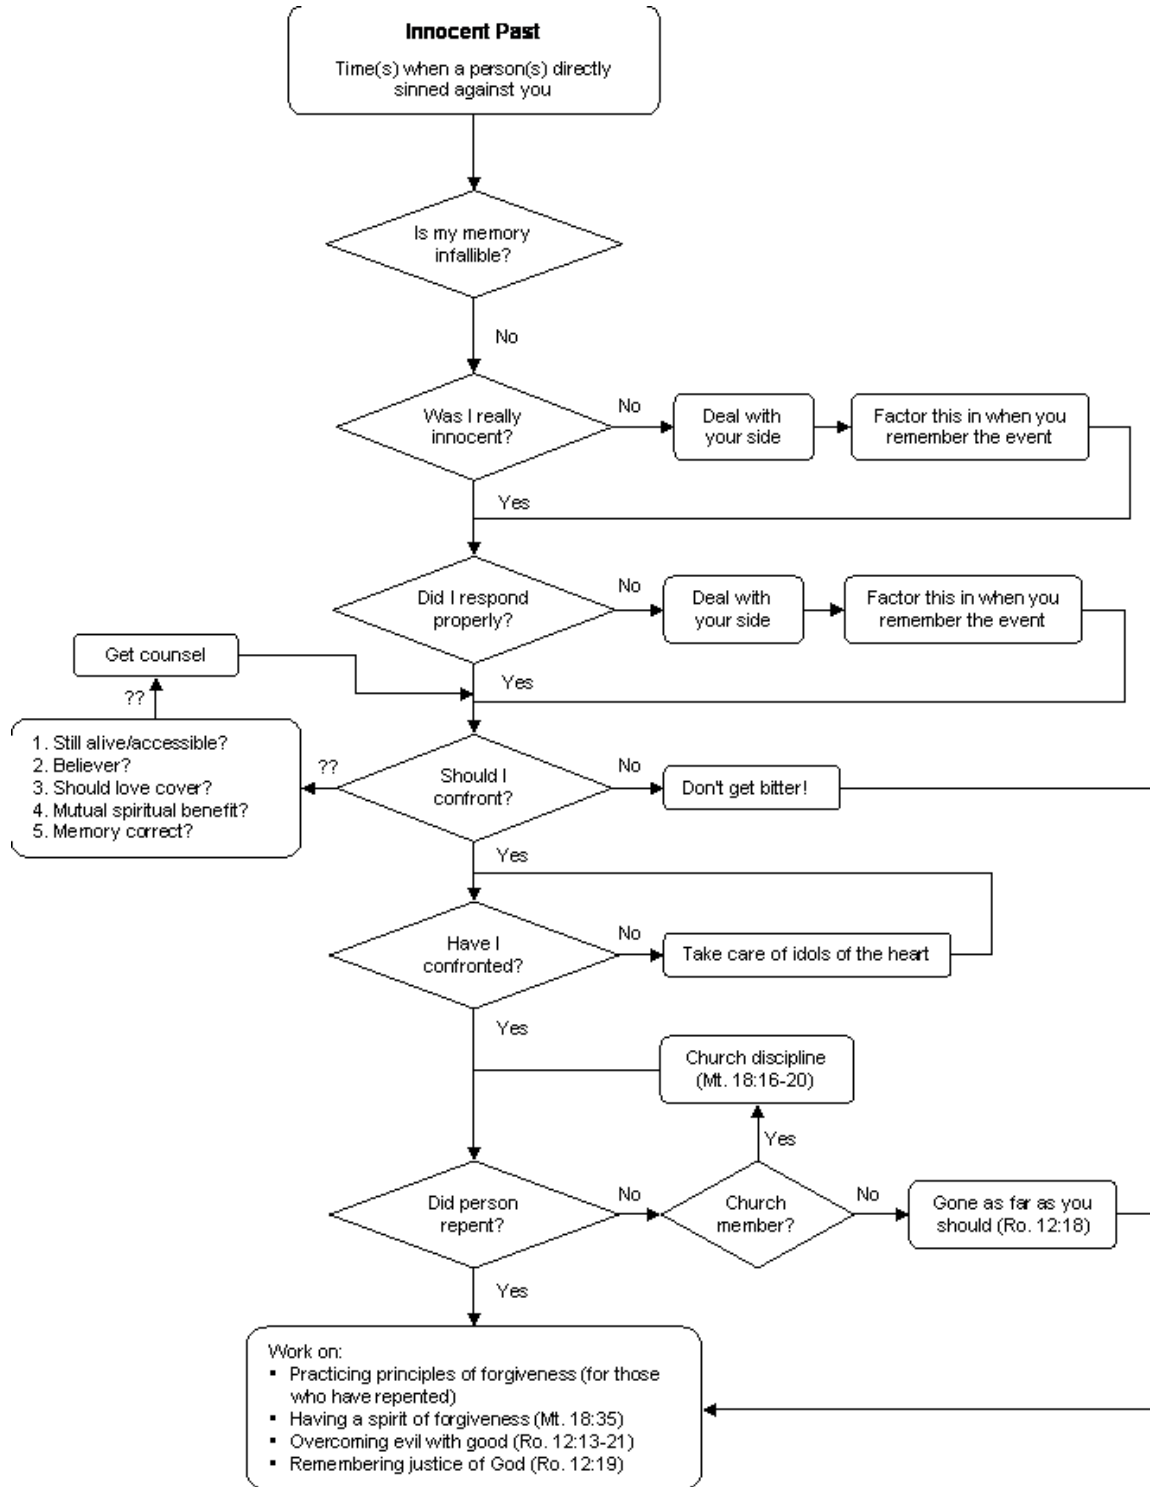 Innocent Past
Time(s) when a person(s) directly
sinned against you
Is my memory
infallible?
No
Was I really
innocent?
No
Deal with
your side
Factor this in when you
remember the event
Yes
Did I respond
properly?
No
Deal with
your side
Factor this in when you
remember the event
Get counsel
Yes
??
1. Still alive/accessible?
2. Believer?
3. Should love cover?
4. Mutual spiritual benefit?
5. Memory correct?
??
Should I
confront?
No
Don't get bitter!
Yes
Have I
confronted?
No
Take care of idols of the heart
Yes
Church discipline
(Mt. 18:16-20)
Yes
Did person
repent?
No
Church
member?
No
Gone as far as you
should (Ro. 12:18)
Yes
Work on:
▪ Practicing principles of forgiveness (for those
who have repented)
▪ Having a spirit of forgiveness (Mt. 18:35)
▪ Overcoming evil with good (Ro. 12:13-21)
▪ Remembering justice of God (Ro. 12:19)